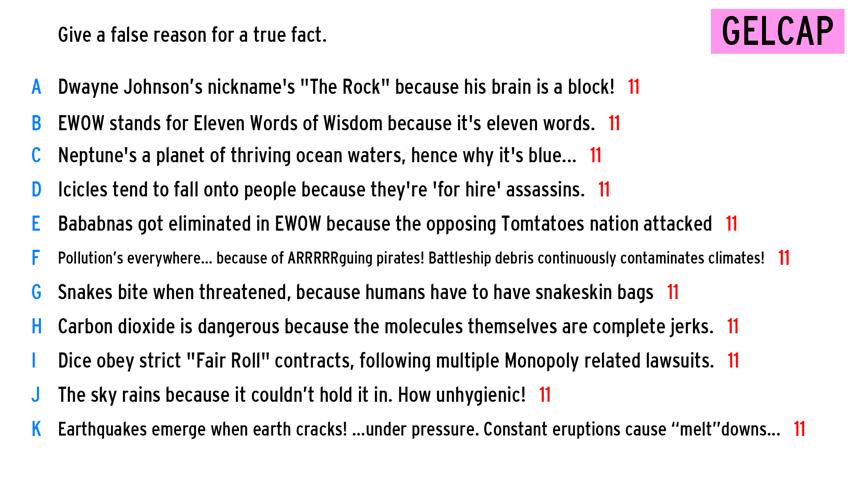 Give a false reason for a true fact.
GELCAP
A Dwayne Johnson’s nickname's "The Rock" because his brain is a block! 11
B EWOW stands for Eleven Words of Wisdom because it's eleven words. 11
C Neptune's a planet of thriving ocean waters, hence why it's blue... 11
D Icicles tend to fall onto people because they're 'for hire' assassins. 11
E Bababnas got eliminated in EWOW because the opposing Tomtatoes nation attacked 11
F Pollution’s everywhere... because of ARRRRRguing pirates! Battleship debris continuously contaminates climates! 11
G Snakes bite when threatened, because humans have to have snakeskin bags 11
H Carbon dioxide is dangerous because the molecules themselves are complete jerks. 11
I Dice obey strict "Fair Roll" contracts, following multiple Monopoly related lawsuits. 11
J The sky rains because it couldn’t hold it in. How unhygienic! 11
K Earthquakes emerge when earth cracks! ...under pressure. Constant eruptions cause “melt”downs... 11